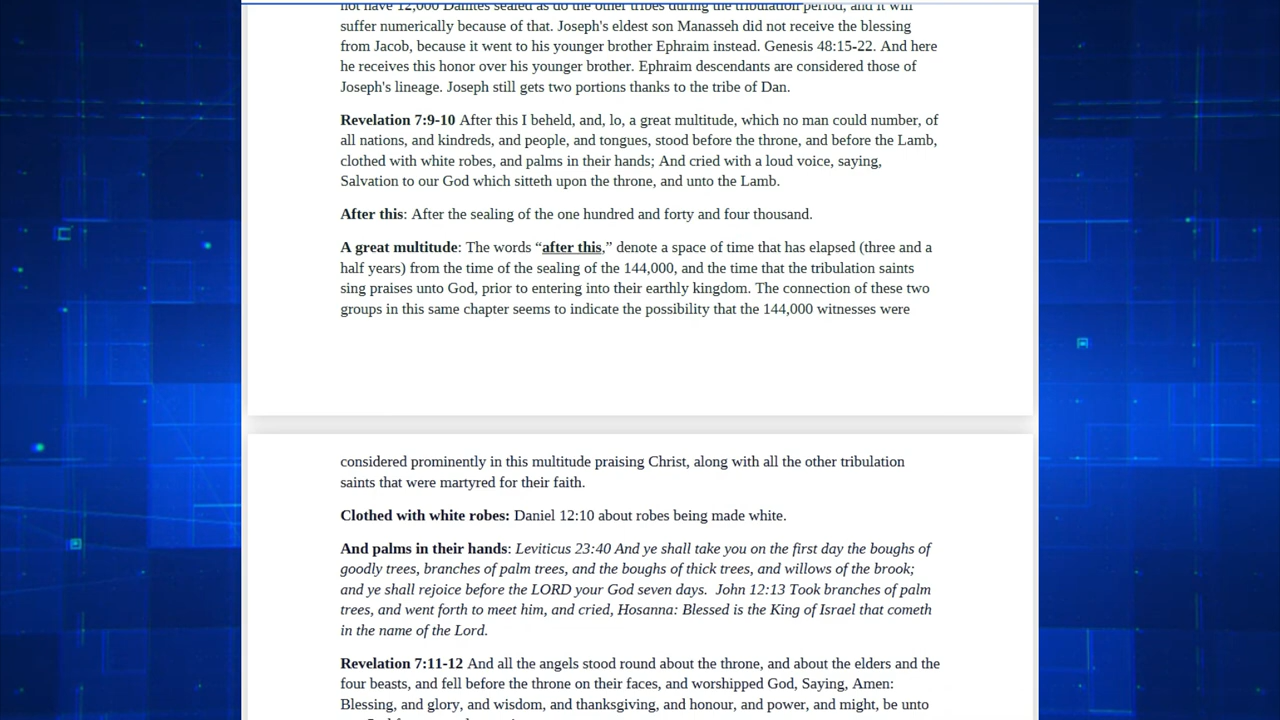 not have 12,000 Danites sealed as do the other tribes during the tribulation period, and it will
suffer numerically because of that. Joseph's eldest son Manasseh did not receive the blessing
from Jacob, because it went to his younger brother Ephraim instead. Genesis 48:15-22. And here
he receives this honor over his younger brother. Ephraim descendants are considered those of
Joseph's lineage. Joseph still gets two portions thanks to the tribe of Dan.
Revelation 7:9-10 After this I beheld, and, lo, a great multitude, which no man could number, of
all nations, and kindreds, and people, and tongues, stood before the throne, and before the Lamb,
clothed with white robes, and palms in their hands; And cried with a loud voice, saying,
Salvation to our God which sitteth upon the throne, and unto the Lamb.
After this: After the sealing of the one hundred and forty and four thousand.
A great multitude: The words “after this,” denote a space of time that has elapsed (three and a
half years) from the time of the sealing of the 144,000, and the time that the tribulation saints
sing praises unto God, prior to entering into their earthly kingdom. The connection of these two
groups in this same chapter seems to indicate the possibility that the 144,000 witnesses were
considered prominently in this multitude praising Christ, along with all the other tribulation
saints that were martyred for their faith.
Clothed with white robes: Daniel 12:10 about robes being made white.
And palms in their hands: Leviticus 23:40 And ye shall take you on the first day the boughs of
goodly trees, branches of palm trees, and the boughs of thick trees, and willows of the brook;
and ye shall rejoice before the LORD your God seven days. John 12:13 Took branches of palm
trees, and went forth to meet him, and cried, Hosanna: Blessed is the King of Israel that cometh
in the name of the Lord.
Revelation 7:11-12 And all the angels stood round about the throne, and about the elders and the
four beasts, and fell before the throne on their faces, and worshipped God, Saying, Amen:
Blessing, and glory, and wisdom, and thanksgiving, and honour, and power, and might, be unto